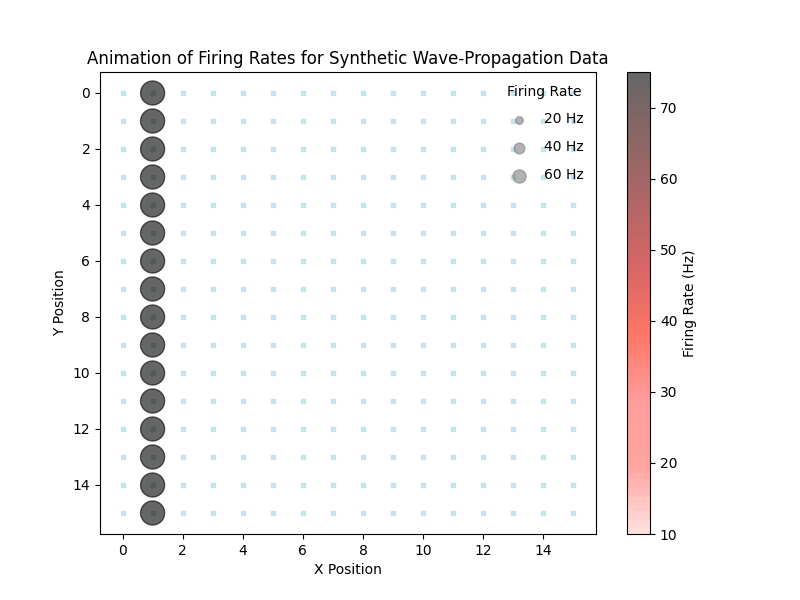 Animation of Firing Rates for Synthetic Wave-Propagation Data
Firing Rate
20 Hz
40 Hz
60 Hz
0
2
4
6
8
10
12
14
Y Position
0 2 4 6 8 10 12 14
X Position
70
60
50
40
30
20
10
Firing Rate (Hz)